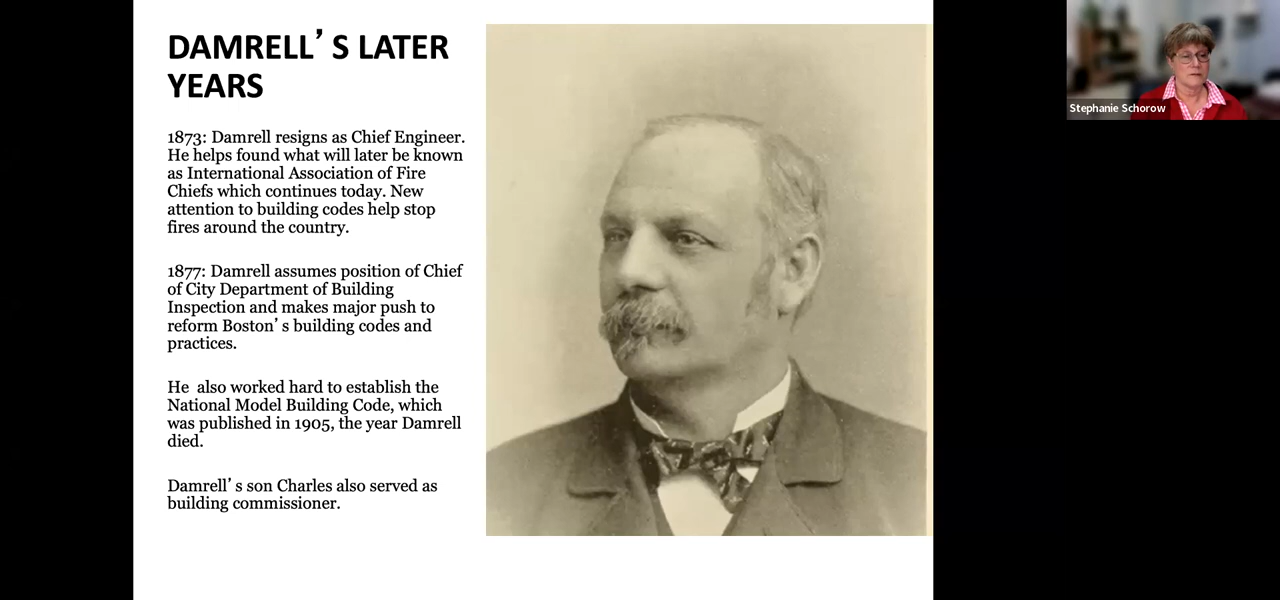 DAMRELL’S LATER
YEARS
1873: Damrell resigns as Chief Engineer.
He helps found what will later be known
as International Association of Fire
Chiefs which continues today. New
attention to building codes help stop
fires around the country.
1877: Damrell assumes position of Chief
of City Department of Building
Inspection and makes major push to
reform Boston’s building codes and
practices.
He  also worked hard to establish the
National Model Building Code, which
was published in 1905, the year Damrell
died.
Damrell’s son Charles also served as
building commissioner.
Stephanie Schorow